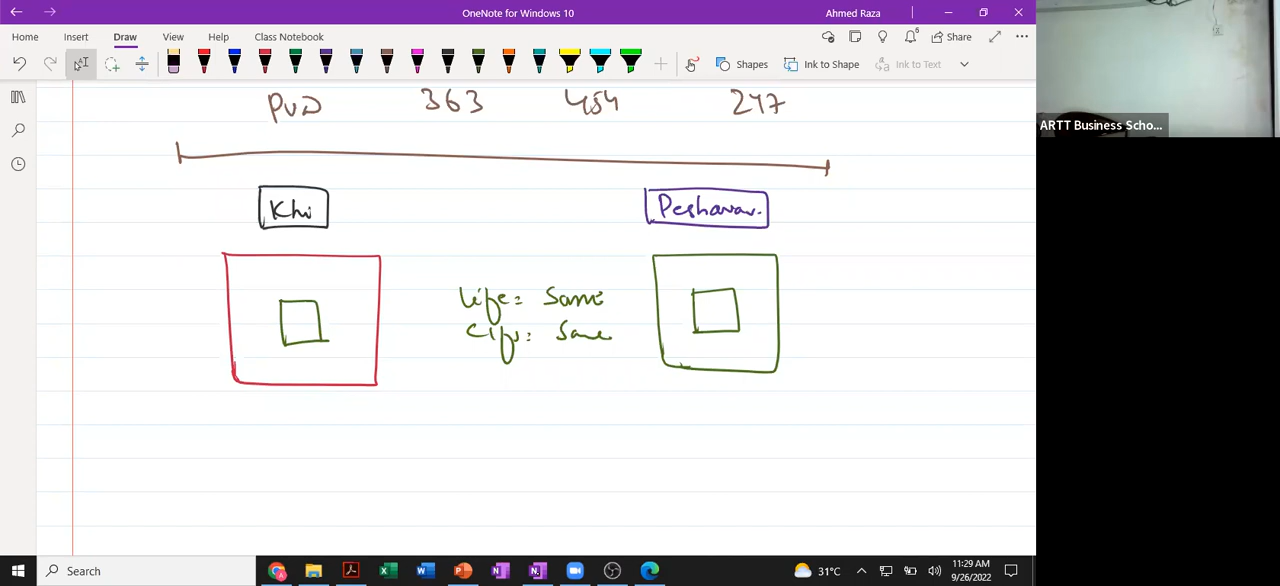 OneNote for Windows 10
Ahmed Raza
Home Insert Draw View Help Class Notebook
6 Share
Shapes Ink to Shape Ink to Text
ARTT Business Scho...
PVD 363 454 247
Khi
Peshawar.
Life = Same
C/fs = Same
Search
31°C
11:29 AM
9/26/2022